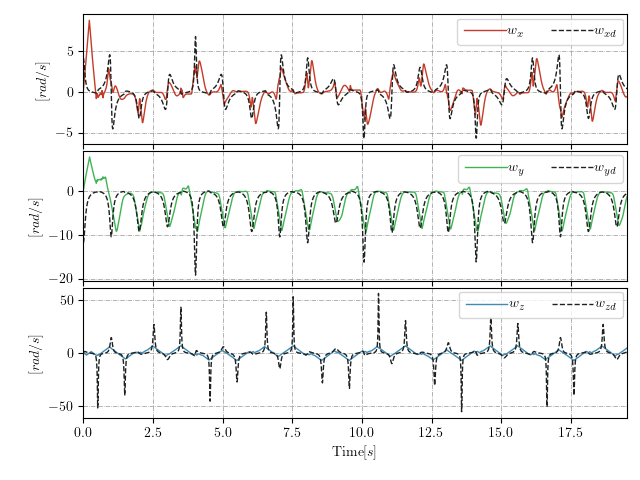 w_x w_xd
[rad/s]
5
0
−5
w_y w_yd
[rad/s]
0
−10
−20
w_z w_zd
[rad/s]
50
0
−50
0.0 2.5 5.0 7.5 10.0 12.5 15.0 17.5
Time[s]